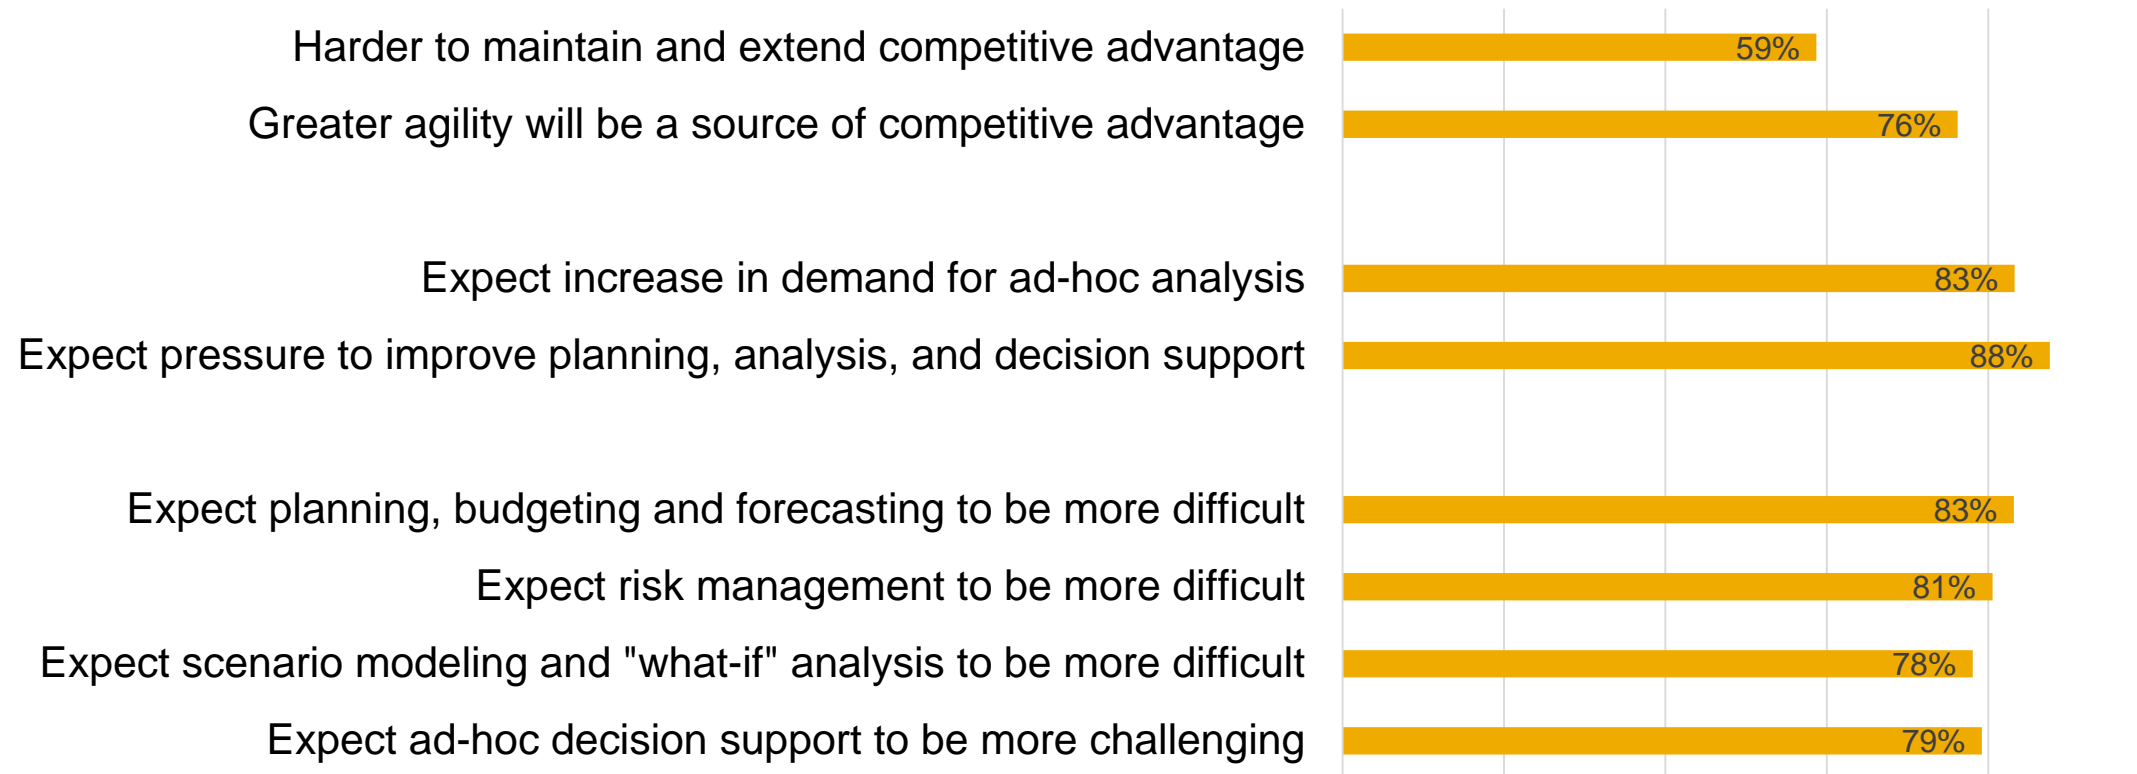 Harder to maintain and extend competitive advantage 59%
Greater agility will be a source of competitive advantage 76%
Expect increase in demand for ad-hoc analysis 83%
Expect pressure to improve planning, analysis, and decision support 88%
Expect planning, budgeting and forecasting to be more difficult 83%
Expect risk management to be more difficult 81%
Expect scenario modeling and "what-if" analysis to be more difficult 78%
Expect ad-hoc decision support to be more challenging 79%